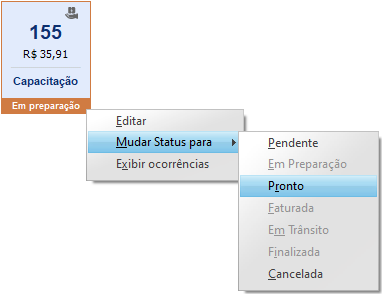 155
R$ 35,91
Capacitação
Em preparação
Editar
Mudar Status para
Exibir ocorrências
Pendente
Em Preparação
Pronto
Faturada
Em Trânsito
Finalizada
Cancelada